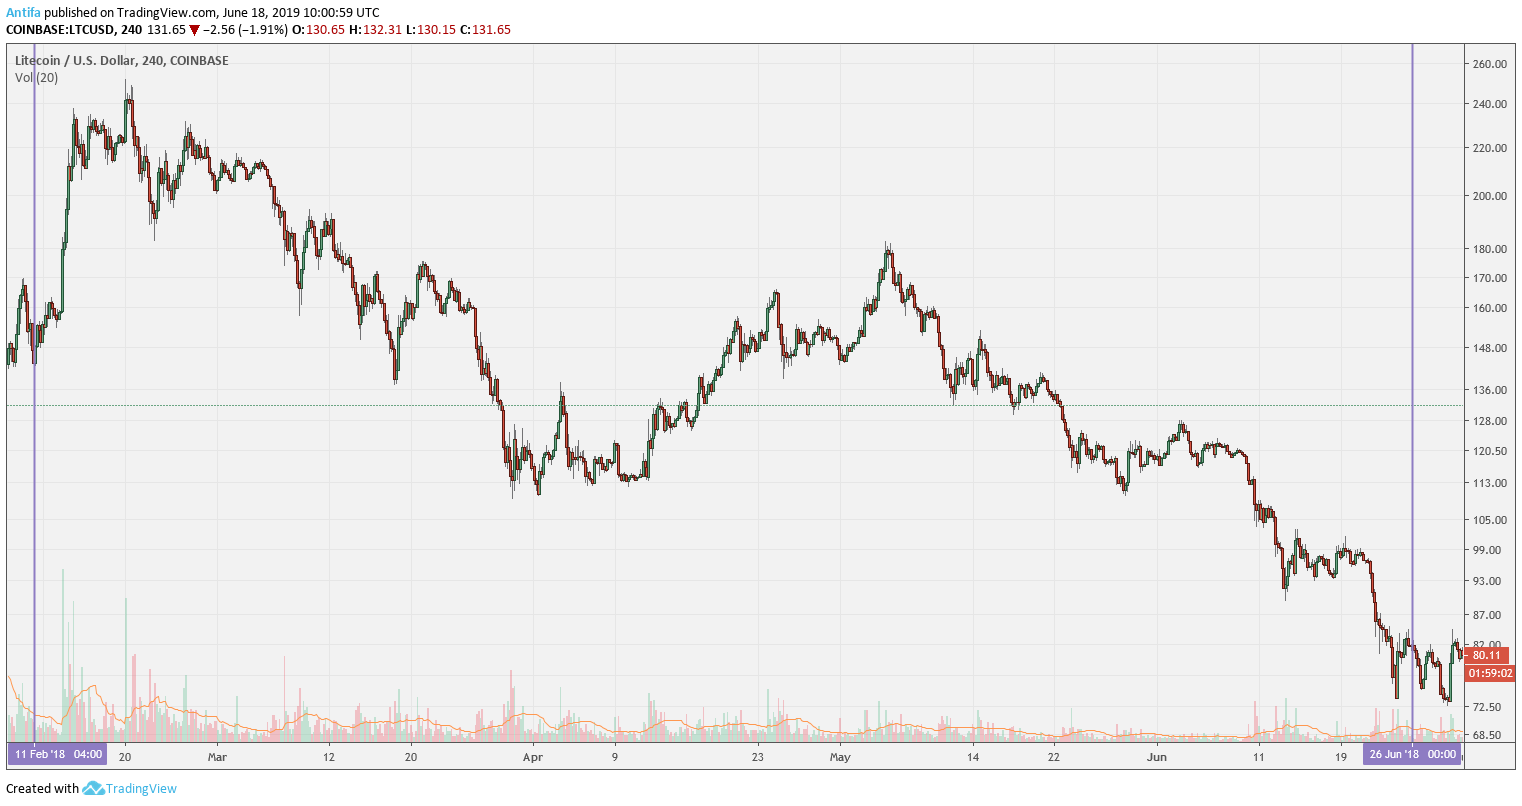 Antifa published on TradingView.com, June 18, 2019 10:00:59 UTC
COINBASE:LTCUSD, 240 131.65 ▼ −2.56 (−1.91%) O:130.65 H:132.31 L:130.15 C:131.65
Litecoin / U.S. Dollar, 240, COINBASE
Vol (20)
260.00
240.00
220.00
200.00
180.00
170.00
160.00
148.00
136.00
128.00
120.50
113.00
105.00
99.00
93.00
87.00
82.00
80.11
01:59:02
72.50
68.50
11 Feb '18 04:00
20
Mar
12
20
Apr
9
23
May
14
22
Jun
11
19
26 Jun '18 00:00
Created with TradingView